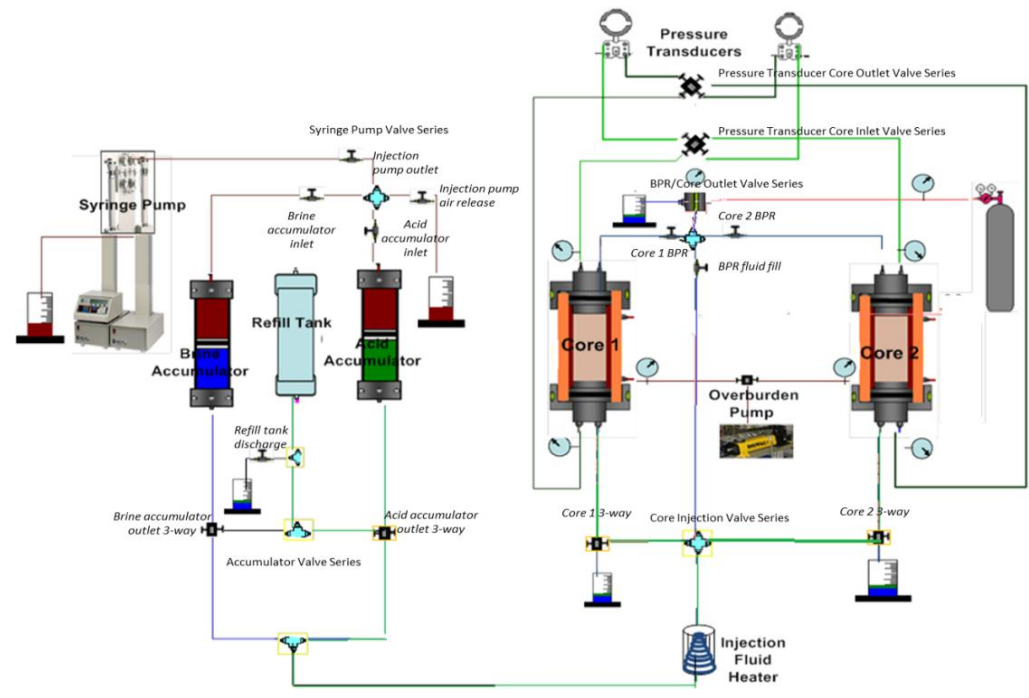 Pressure
Transducers
Pressure Transducer Core Outlet Valve Series
Syringe Pump Valve Series
Pressure Transducer Core Inlet Valve Series
Injection
pump outlet
BPR/Core Outlet Valve Series
Syringe Pump
Injection pump
air release
Brine
accumulator
inlet
Acid
accumulator
inlet
Core 2 BPR
Core 1 BPR
BPR fluid fill
Refill Tank
Brine
Accumulator
Acid
Accumulator
Core 1
Core 2
Overburden
Pump
Refill tank
discharge
Brine accumulator
outlet 3-way
Acid accumulator
outlet 3-way
Accumulator Valve Series
Core 1 3-way
Core Injection Valve Series
Core 2 3-way
Injection
Fluid
Heater